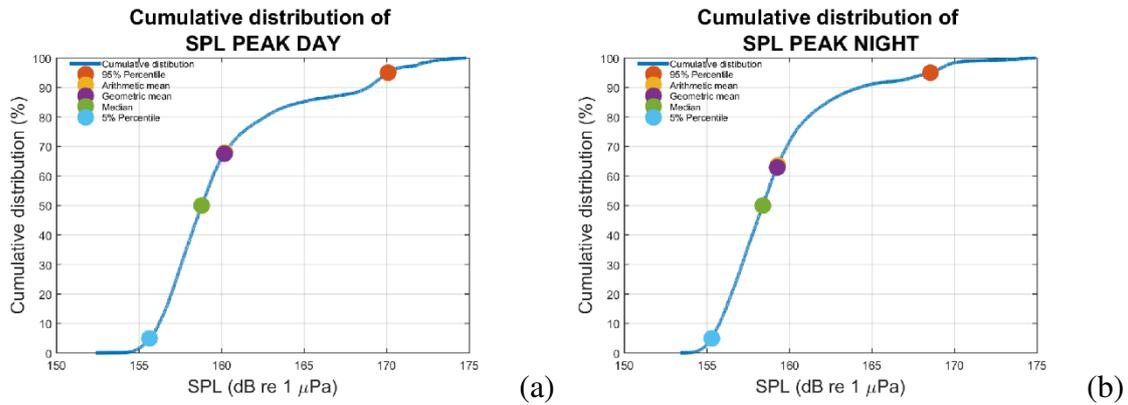 Cumulative distribution of
SPL PEAK DAY
100
90
80
70
60
50
40
30
20
10
0
Cumulative distribution (%)
Cumulative distibution
95% Percentile
Arithmetic mean
Geometric mean
Median
5% Percentile
150 155 160 165 170 175
SPL (dB re 1 μPa)
(a)
Cumulative distribution of
SPL PEAK NIGHT
100
90
80
70
60
50
40
30
20
10
0
Cumulative distribution (%)
Cumulative distibution
95% Percentile
Arithmetic mean
Geometric mean
Median
5% Percentile
150 155 160 165 170 175
SPL (dB re 1 μPa)
(b)